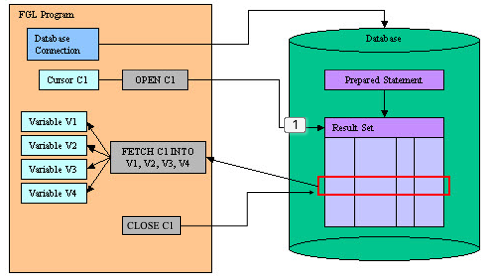 FGL Program
Database
Connection
Database
Cursor C1
OPEN C1
Prepared Statement
1
Result Set
Variable V1
Variable V2
Variable V3
Variable V4
FETCH C1 INTO
V1, V2, V3, V4
CLOSE C1